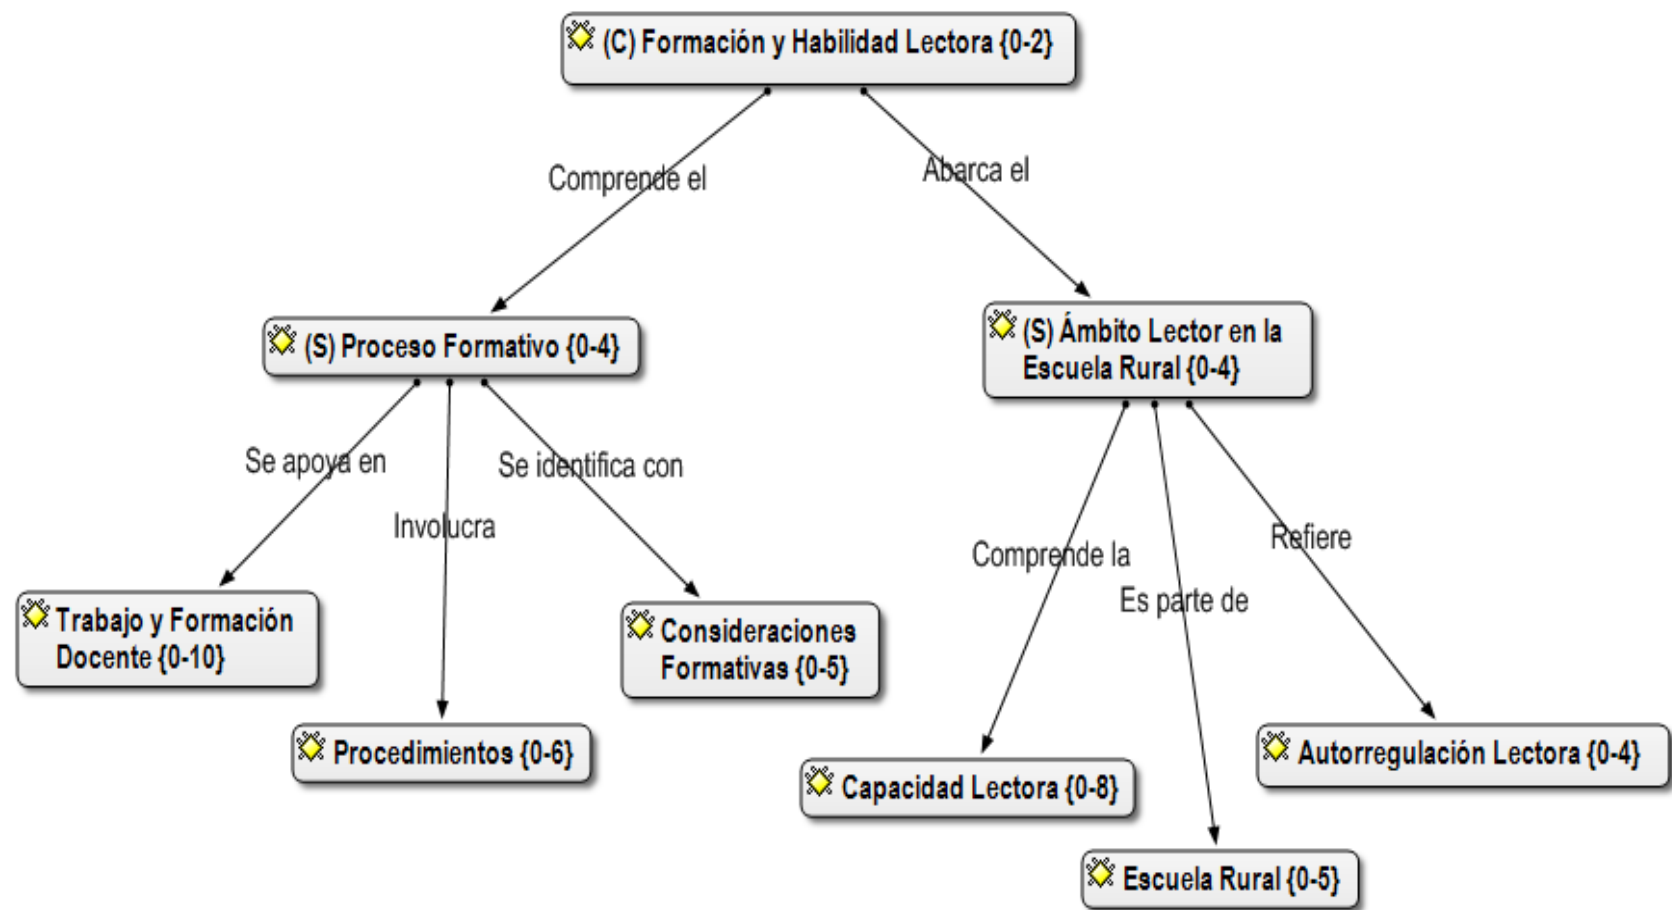 (C) Formación y Habilidad Lectora {0-2}
Comprende el
Abarca el
(S) Proceso Formativo {0-4}
(S) Ámbito Lector en la
Escuela Rural {0-4}
Se apoya en
Se identifica con
Involucra
Comprende la
Es parte de
Refiere
Trabajo y Formación
Docente {0-10}
Consideraciones
Formativas {0-5}
Procedimientos {0-6}
Capacidad Lectora {0-8}
Autorregulación Lectora {0-4}
Escuela Rural {0-5}